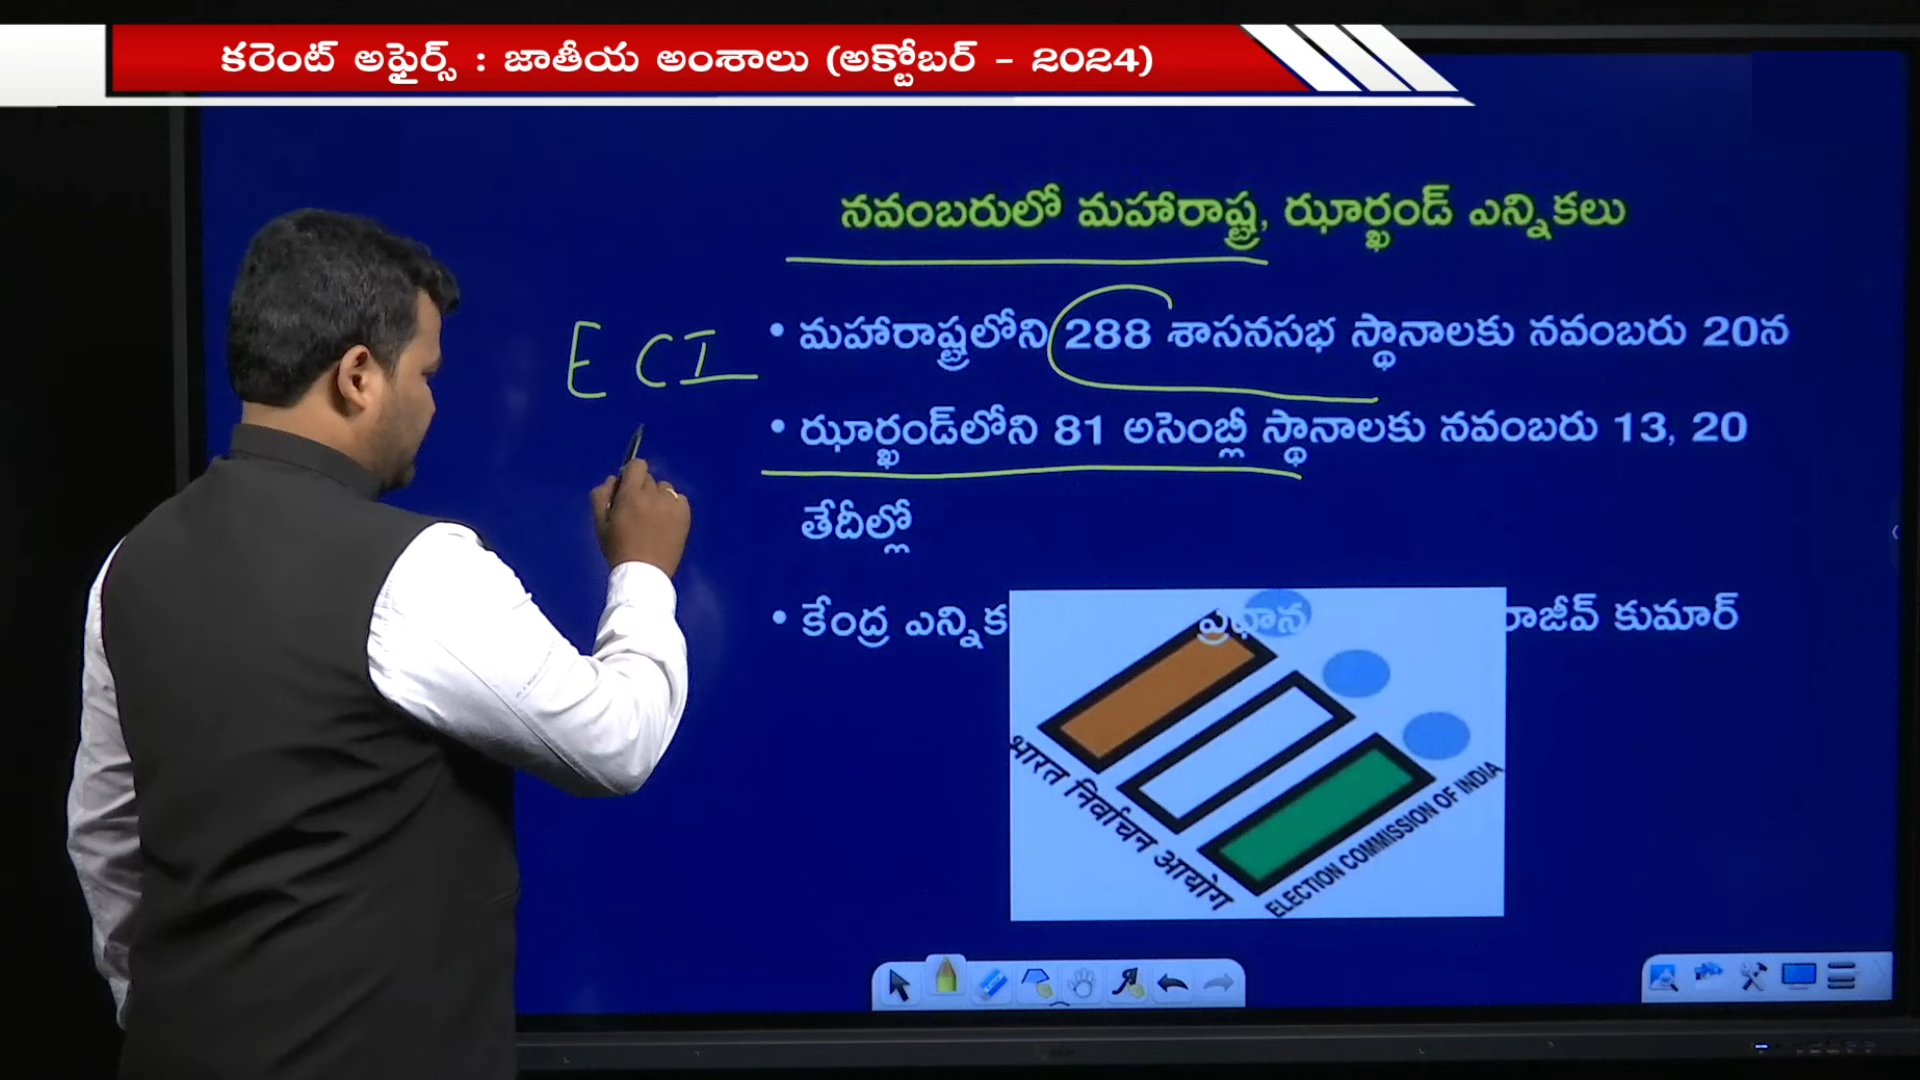 కరెంట్ అఫైర్స్ : జాతీయ అంశాలు (అక్టోబర్ - 2024)
నవంబరులో మహారాష్ట్ర, ఝార్ఖండ్ ఎన్నికలు
E C I
• మహారాష్ట్రలోని 288 శాసనసభ స్థానాలకు నవంబరు 20న
• ఝార్ఖండ్‌లోని 81 అసెంబ్లీ స్థానాలకు నవంబరు 13, 20
తేదీల్లో
• కేంద్ర ఎన్నిక ప్రధాన రాజీవ్ కుమార్
भारत निर्वाचन आयोग
ELECTION COMMISSION OF INDIA